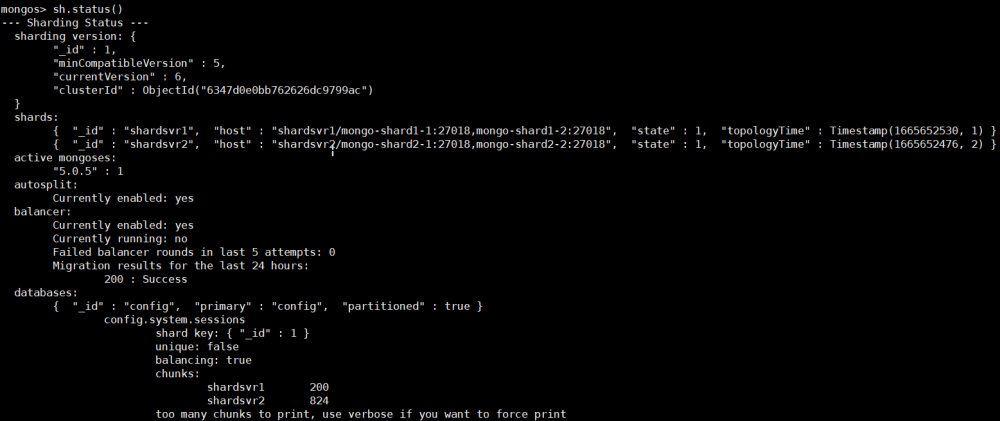 mongos> sh.status()
--- Sharding Status ---
  sharding version: {
        "_id" : 1,
        "minCompatibleVersion" : 5,
        "currentVersion" : 6,
        "clusterId" : ObjectId("6347d0e0bb762626dc9799ac")
  }
  shards:
        {  "_id" : "shardsvr1",  "host" : "shardsvr1/mongo-shard1-1:27018,mongo-shard1-2:27018",  "state" : 1,  "topologyTime" : Timestamp(1665652530, 1) }
        {  "_id" : "shardsvr2",  "host" : "shardsvr2/mongo-shard2-1:27018,mongo-shard2-2:27018",  "state" : 1,  "topologyTime" : Timestamp(1665652476, 2) }
  active mongoses:
        "5.0.5" : 1
  autosplit:
        Currently enabled: yes
  balancer:
        Currently enabled: yes
        Currently running: no
        Failed balancer rounds in last 5 attempts: 0
        Migration results for the last 24 hours:
                200 : Success
  databases:
        {  "_id" : "config",  "primary" : "config",  "partitioned" : true }
                config.system.sessions
                        shard key: { "_id" : 1 }
                        unique: false
                        balancing: true
                        chunks:
                                shardsvr1       200
                                shardsvr2       824
                        too many chunks to print, use verbose if you want to force print